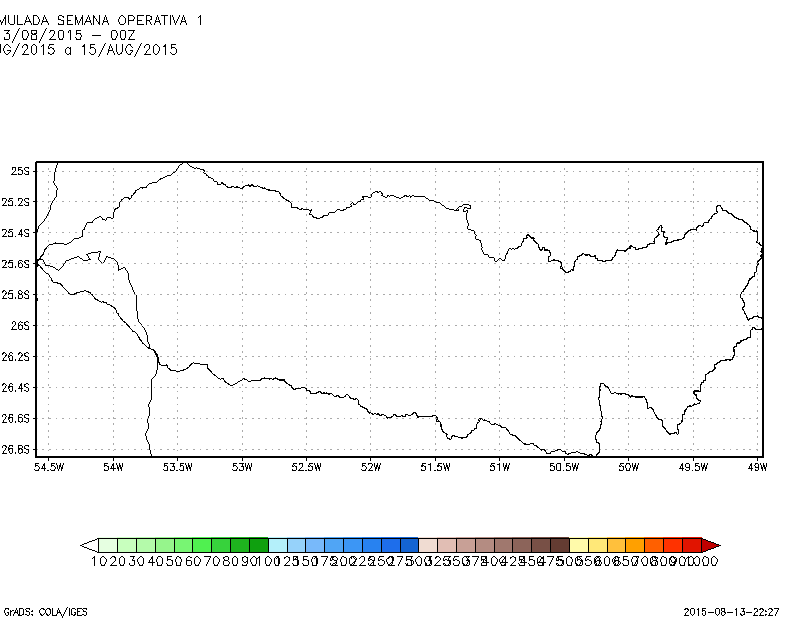 MULADA SEMANA OPERATIVA 1
3/08/2015 – 00Z
UG/2015 a 15/AUG/2015
25S
25.2S
25.4S
25.6S
25.8S
26S
26.2S
26.4S
26.6S
26.8S
54.5W 54W 53.5W 53W 52.5W 52W 51.5W 51W 50.5W 50W 49.5W 49W
10 20 30 40 50 60 70 80 90 100 125 150 175 200 225 250 275 300 325 350 375 400 425 450 475 500 550 600 650 700 800 900 1000
GrADS: COLA/IGES 2015-08-13-22:27